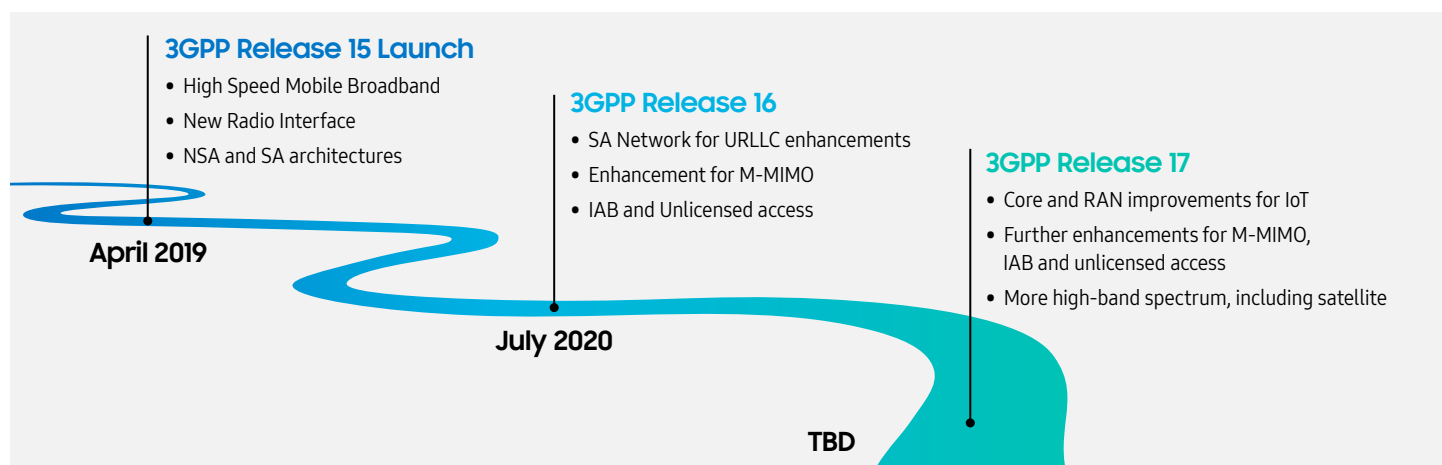 3GPP Release 15 Launch
• High Speed Mobile Broadband
• New Radio Interface
• NSA and SA architectures
April 2019
3GPP Release 16
• SA Network for URLLC enhancements
• Enhancement for M-MIMO
• IAB and Unlicensed access
July 2020
3GPP Release 17
• Core and RAN improvements for IoT
• Further enhancements for M-MIMO,
IAB and unlicensed access
• More high-band spectrum, including satellite
TBD